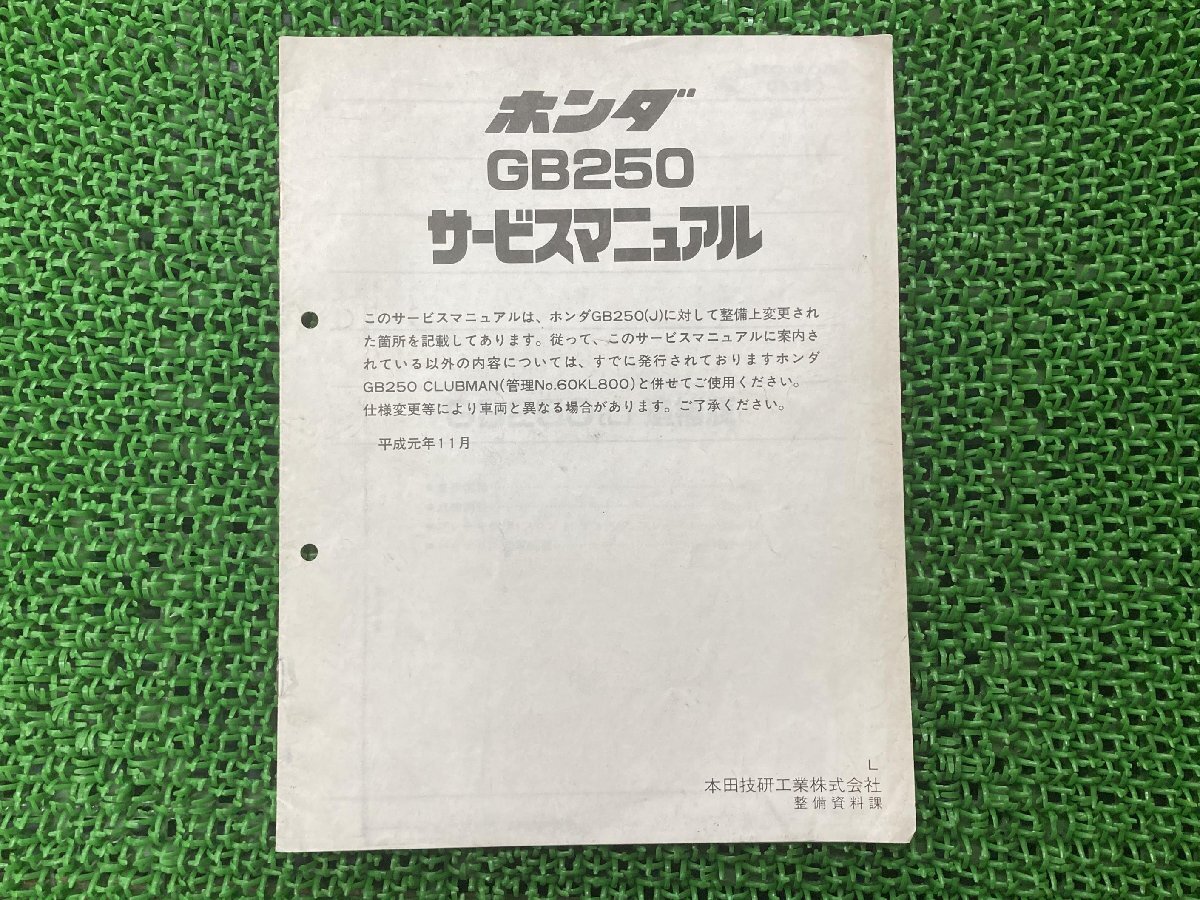 ホンダ
GB250
サービスマニュアル
このサービスマニュアルは、ホンダGB250(J)に対して整備上変更され
た箇所を記載してあります。従って、このサービスマニュアルに案内さ
れている以外の内容については、すでに発行されておりますホンダ
GB250 CLUBMAN(管理No.60KL800)と併せてご使用ください。
仕様変更等により車両と異なる場合があります。ご了承ください。
平成元年11月
L
本田技研工業株式会社
整備資料課